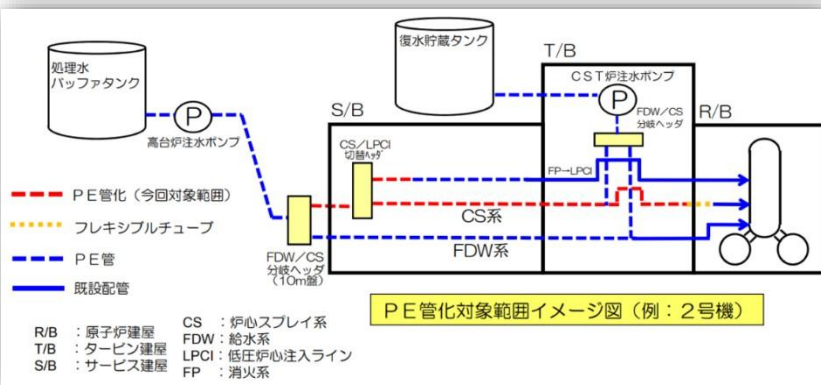 処理水
バッファタンク
P
高台炉注水ポンプ
復水貯蔵タンク
T/B
CST炉注水ポンプ
P
FDW/CS
分岐ヘッダ
S/B
R/B
CS/LPCI
切替ヘッダ
FP→LPCI
CS系
FDW系
FDW/CS
分岐ヘッダ
(10m盤)
PE管化(今回対象範囲)
フレキシブルチューブ
PE管
既設配管
PE管化対象範囲イメージ図(例:2号機)
R/B :原子炉建屋
T/B :タービン建屋
S/B :サービス建屋
CS :炉心スプレイ系
FDW :給水系
LPCI :低圧炉心注入ライン
FP :消火系